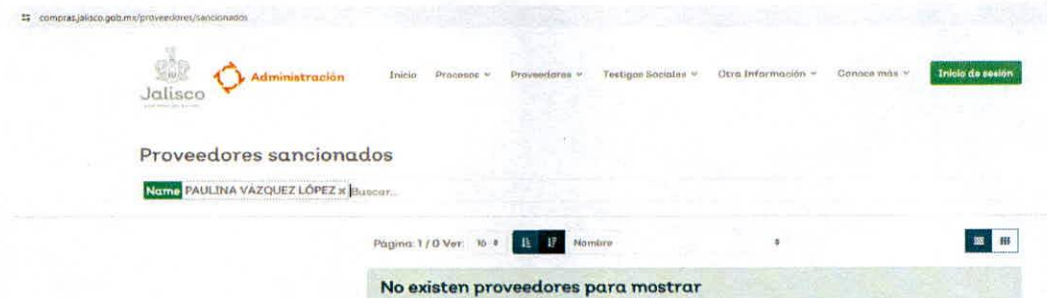 compras.jalisco.gob.mx/proveedores/sancionados
Jalisco
Administración
Inicio Procesos Proveedores Testigos Sociales Otra Información Conoce más Inicio de sesión
Proveedores sancionados
Name PAULINA VAZQUEZ LÓPEZ × Buscar...
Página: 1 / 0 Ver: 16 Nombre
No existen proveedores para mostrar